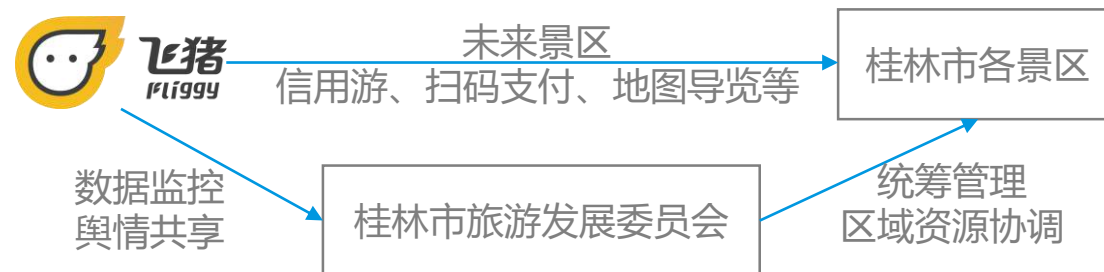 飞猪
Fliggy
未来景区
信用游、扫码支付、地图导览等
桂林市各景区
数据监控
舆情共享
桂林市旅游发展委员会
统筹管理
区域资源协调